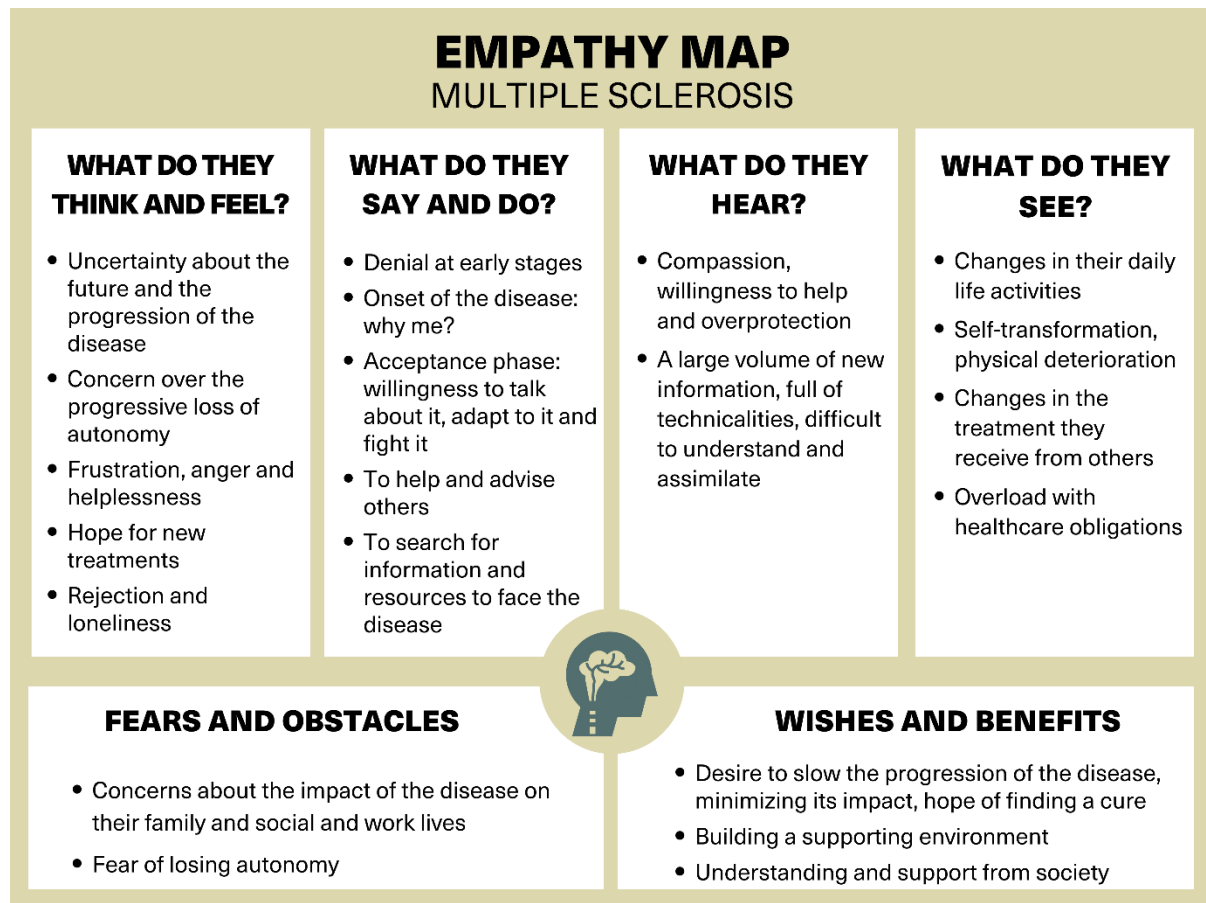 EMPATHY MAP
MULTIPLE SCLEROSIS
WHAT DO THEY
THINK AND FEEL?
• Uncertainty about the
future and the
progression of the
disease
• Concern over the
progressive loss of
autonomy
• Frustration, anger and
helplessness
• Hope for new
treatments
• Rejection and
loneliness
WHAT DO THEY
SAY AND DO?
• Denial at early stages
• Onset of the disease:
why me?
• Acceptance phase:
willingness to talk
about it, adapt to it and
fight it
• To help and advise
others
• To search for
information and
resources to face the
disease
WHAT DO THEY
HEAR?
• Compassion,
willingness to help
and overprotection
• A large volume of new
information, full of
technicalities, difficult
to understand and
assimilate
WHAT DO THEY
SEE?
• Changes in their daily
life activities
• Self-transformation,
physical deterioration
• Changes in the
treatment they
receive from others
• Overload with
healthcare obligations
FEARS AND OBSTACLES
• Concerns about the impact of the disease on
their family and social and work lives
• Fear of losing autonomy
WISHES AND BENEFITS
• Desire to slow the progression of the disease,
minimizing its impact, hope of finding a cure
• Building a supporting environment
• Understanding and support from society